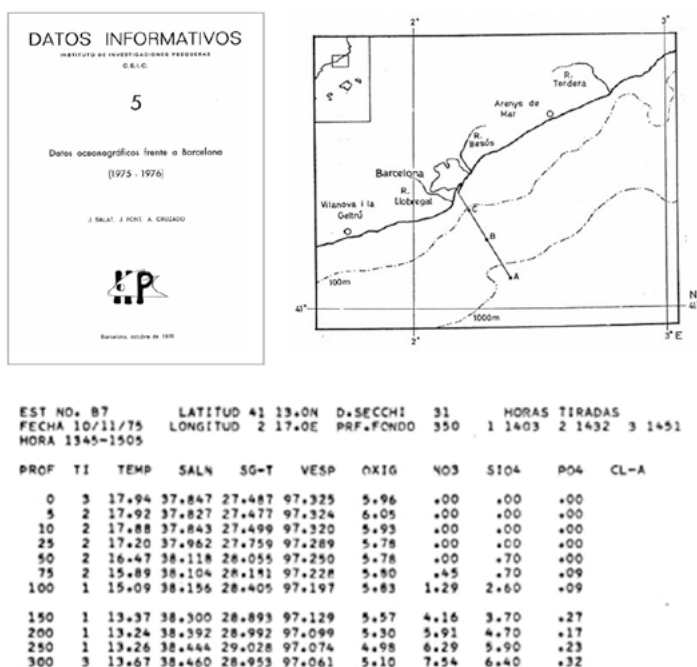 DATOS INFORMATIVOS
INSTITUTO DE INVESTIGACIONES PESQUERAS
C.S.I.C.
5
Datos oceanográficos frente a Barcelona
(1975 - 1976)
J. SALAT, J. FONT, A. CRUZADO
IIP
Barcelona, octubre de 1978
2°
3°
R. Tordera
Arenys de
Mar
R.
Besós
Barcelona
R.
Llobregat
Vilanova i la
Geltrú
C
B
A
100m
1000m
41°
N
41
2°
3° E
EST NO. B7 LATITUD 41 13.0N D.SECCHI 31 HORAS TIRADAS
FECHA 10/11/75 LONGITUD 2 17.0E PRF.FONDO 350 1 1403 2 1432 3 1451
HORA 1345-1505
PROF TI TEMP SALN SG-T VESP OXIG NO3 SIO4 PO4 CL-A
0 3 17.94 37.847 27.487 97.325 5.96 .00 .00 .00
5 2 17.92 37.827 27.477 97.324 6.05 .00 .00 .00
10 2 17.88 37.843 27.499 97.320 5.93 .00 .00 .00
25 2 17.20 37.962 27.759 97.289 5.78 .00 .00 .00
50 2 16.47 38.118 28.055 97.250 5.78 .00 .70 .00
75 2 15.89 38.104 28.181 97.228 5.80 .45 .70 .09
100 1 15.09 38.156 28.405 97.197 5.83 1.29 2.60 .09
150 1 13.37 38.300 28.893 97.129 5.57 4.16 3.70 .27
200 1 13.24 38.392 28.992 97.099 5.30 5.91 4.70 .17
250 1 13.26 38.444 29.028 97.074 4.98 6.29 5.90 .23
300 3 13.67 38.460 28.953 97.061 5.10 7.54 6.40 .32